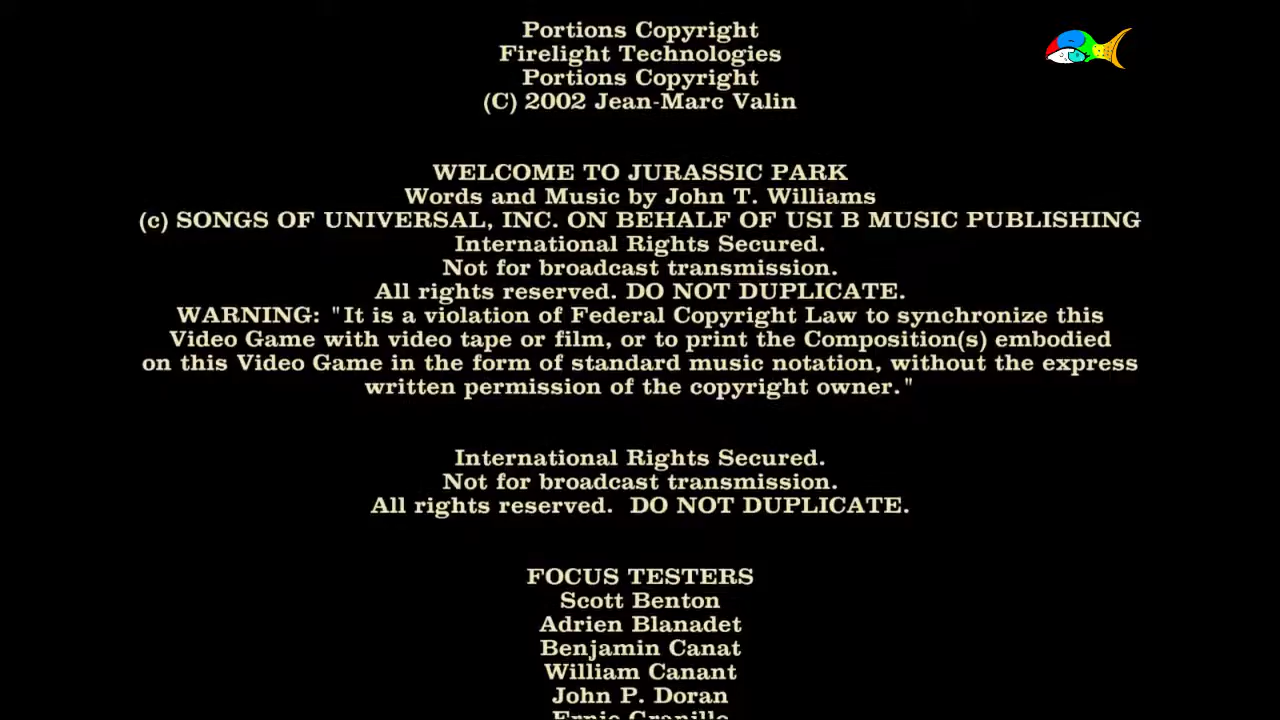 Portions Copyright
Firelight Technologies
Portions Copyright
(C) 2002 Jean-Marc Valin
WELCOME TO JURASSIC PARK
Words and Music by John T. Williams
(c) SONGS OF UNIVERSAL, INC. ON BEHALF OF USI B MUSIC PUBLISHING
International Rights Secured.
Not for broadcast transmission.
All rights reserved. DO NOT DUPLICATE.
WARNING: "It is a violation of Federal Copyright Law to synchronize this
Video Game with video tape or film, or to print the Composition(s) embodied
on this Video Game in the form of standard music notation, without the express
written permission of the copyright owner."
International Rights Secured.
Not for broadcast transmission.
All rights reserved.  DO NOT DUPLICATE.
FOCUS TESTERS
Scott Benton
Adrien Blanadet
Benjamin Canat
William Canant
John P. Doran